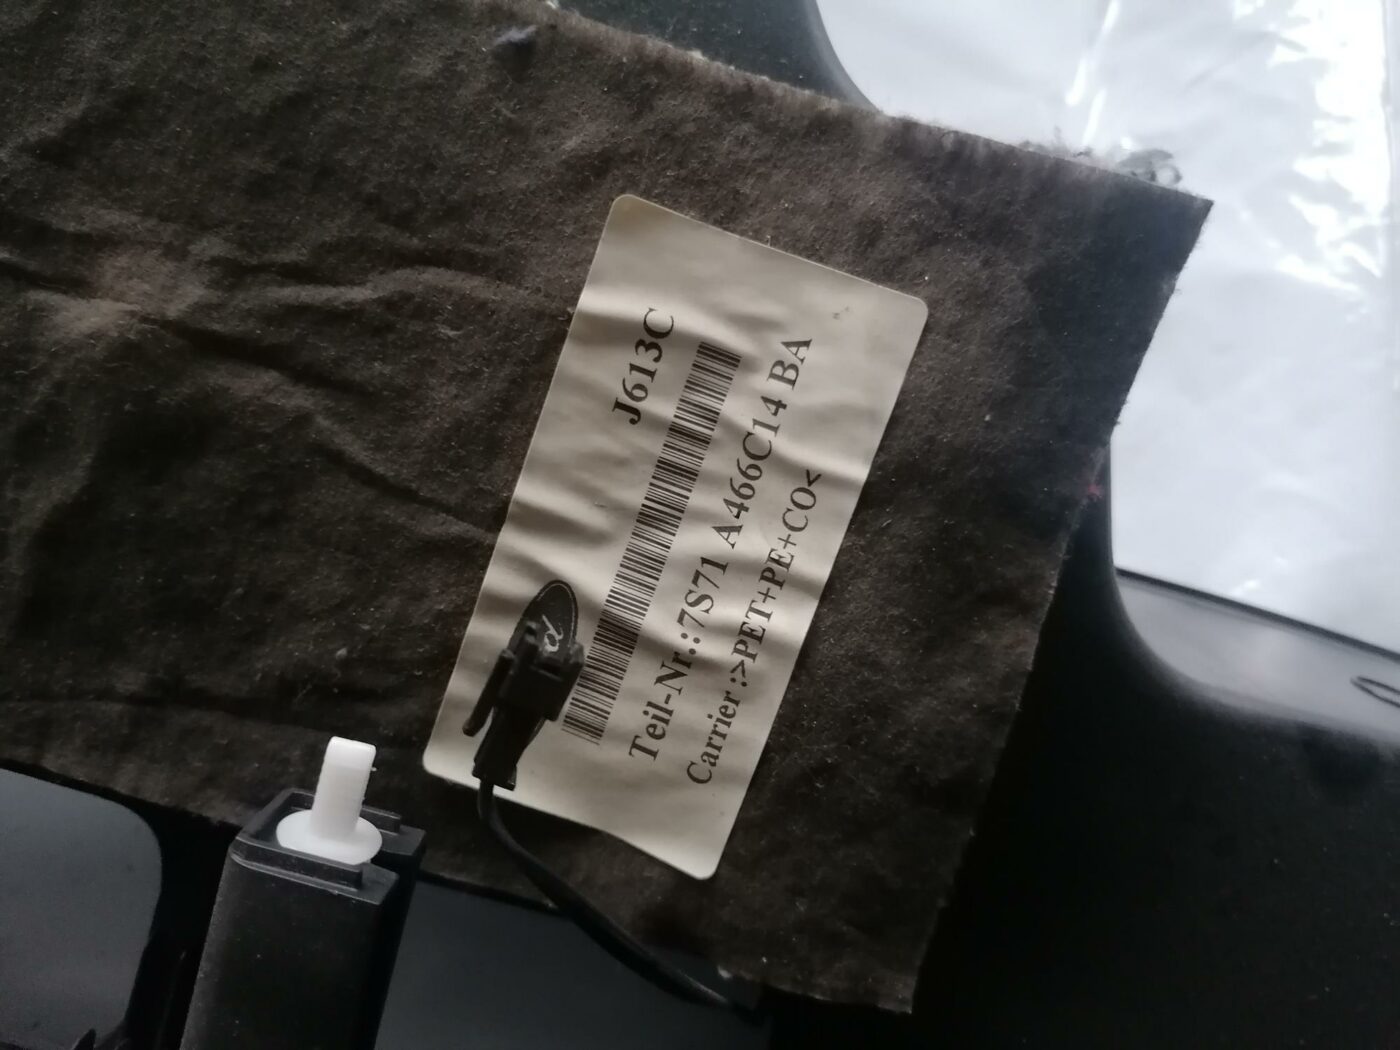 J613C
Teil-Nr.:7S71 A466C14 BA
Carrier :>PET+PE+CO<